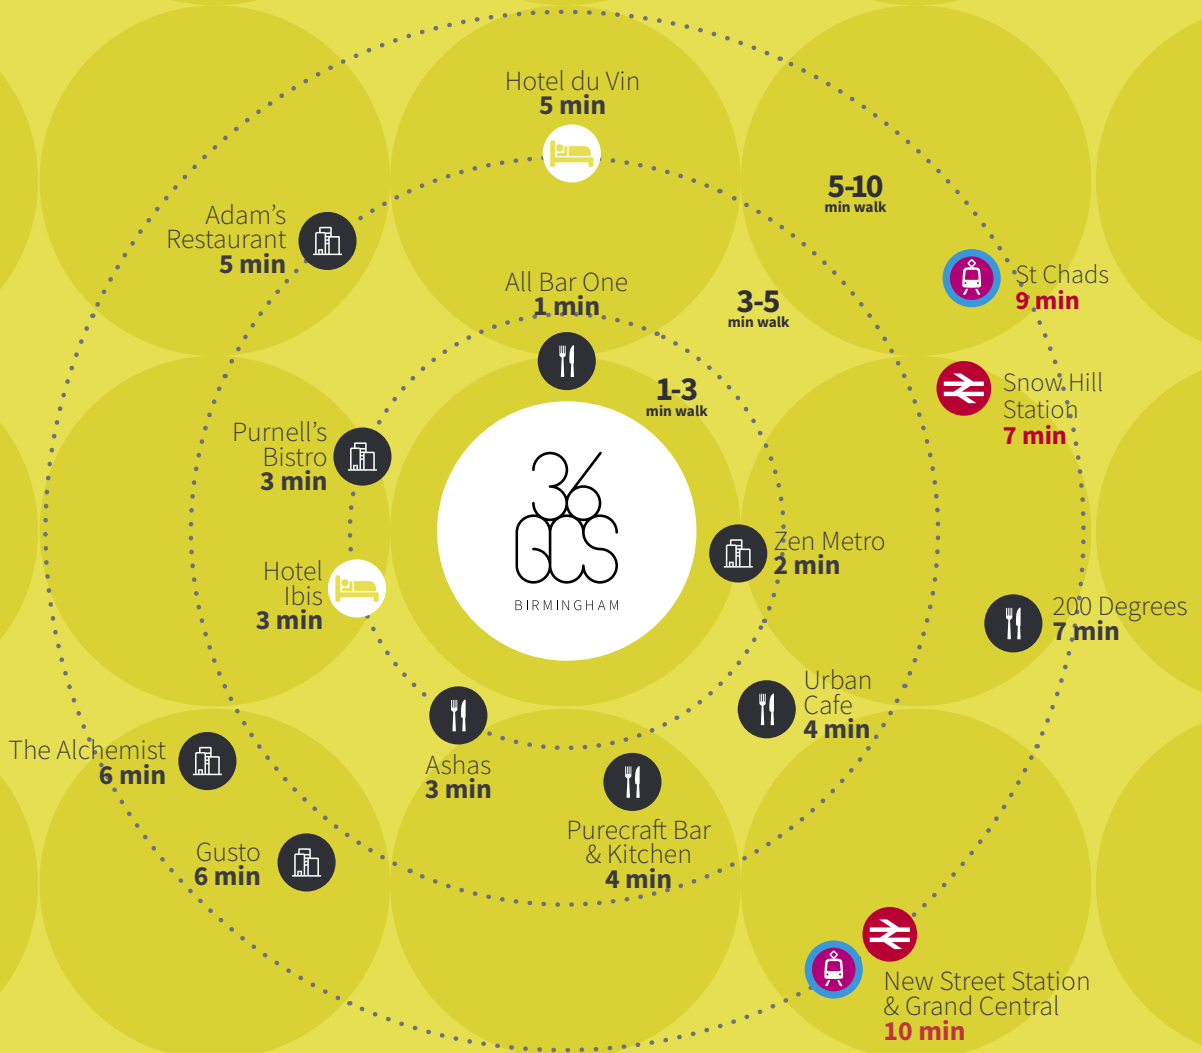 Hotel du Vin
5 min
5-10
min walk
Adam's
Restaurant
5 min
St Chads
9 min
All Bar One
1 min
3-5
min walk
1-3
min walk
Snow Hill
Station
7 min
Purnell's
Bistro
3 min
36
GCS
BIRMINGHAM
Zen Metro
2 min
Hotel
Ibis
3 min
200 Degrees
7 min
Urban
Cafe
4 min
The Alchemist
6 min
Ashas
3 min
Purecraft Bar
& Kitchen
4 min
Gusto
6 min
New Street Station
& Grand Central
10 min